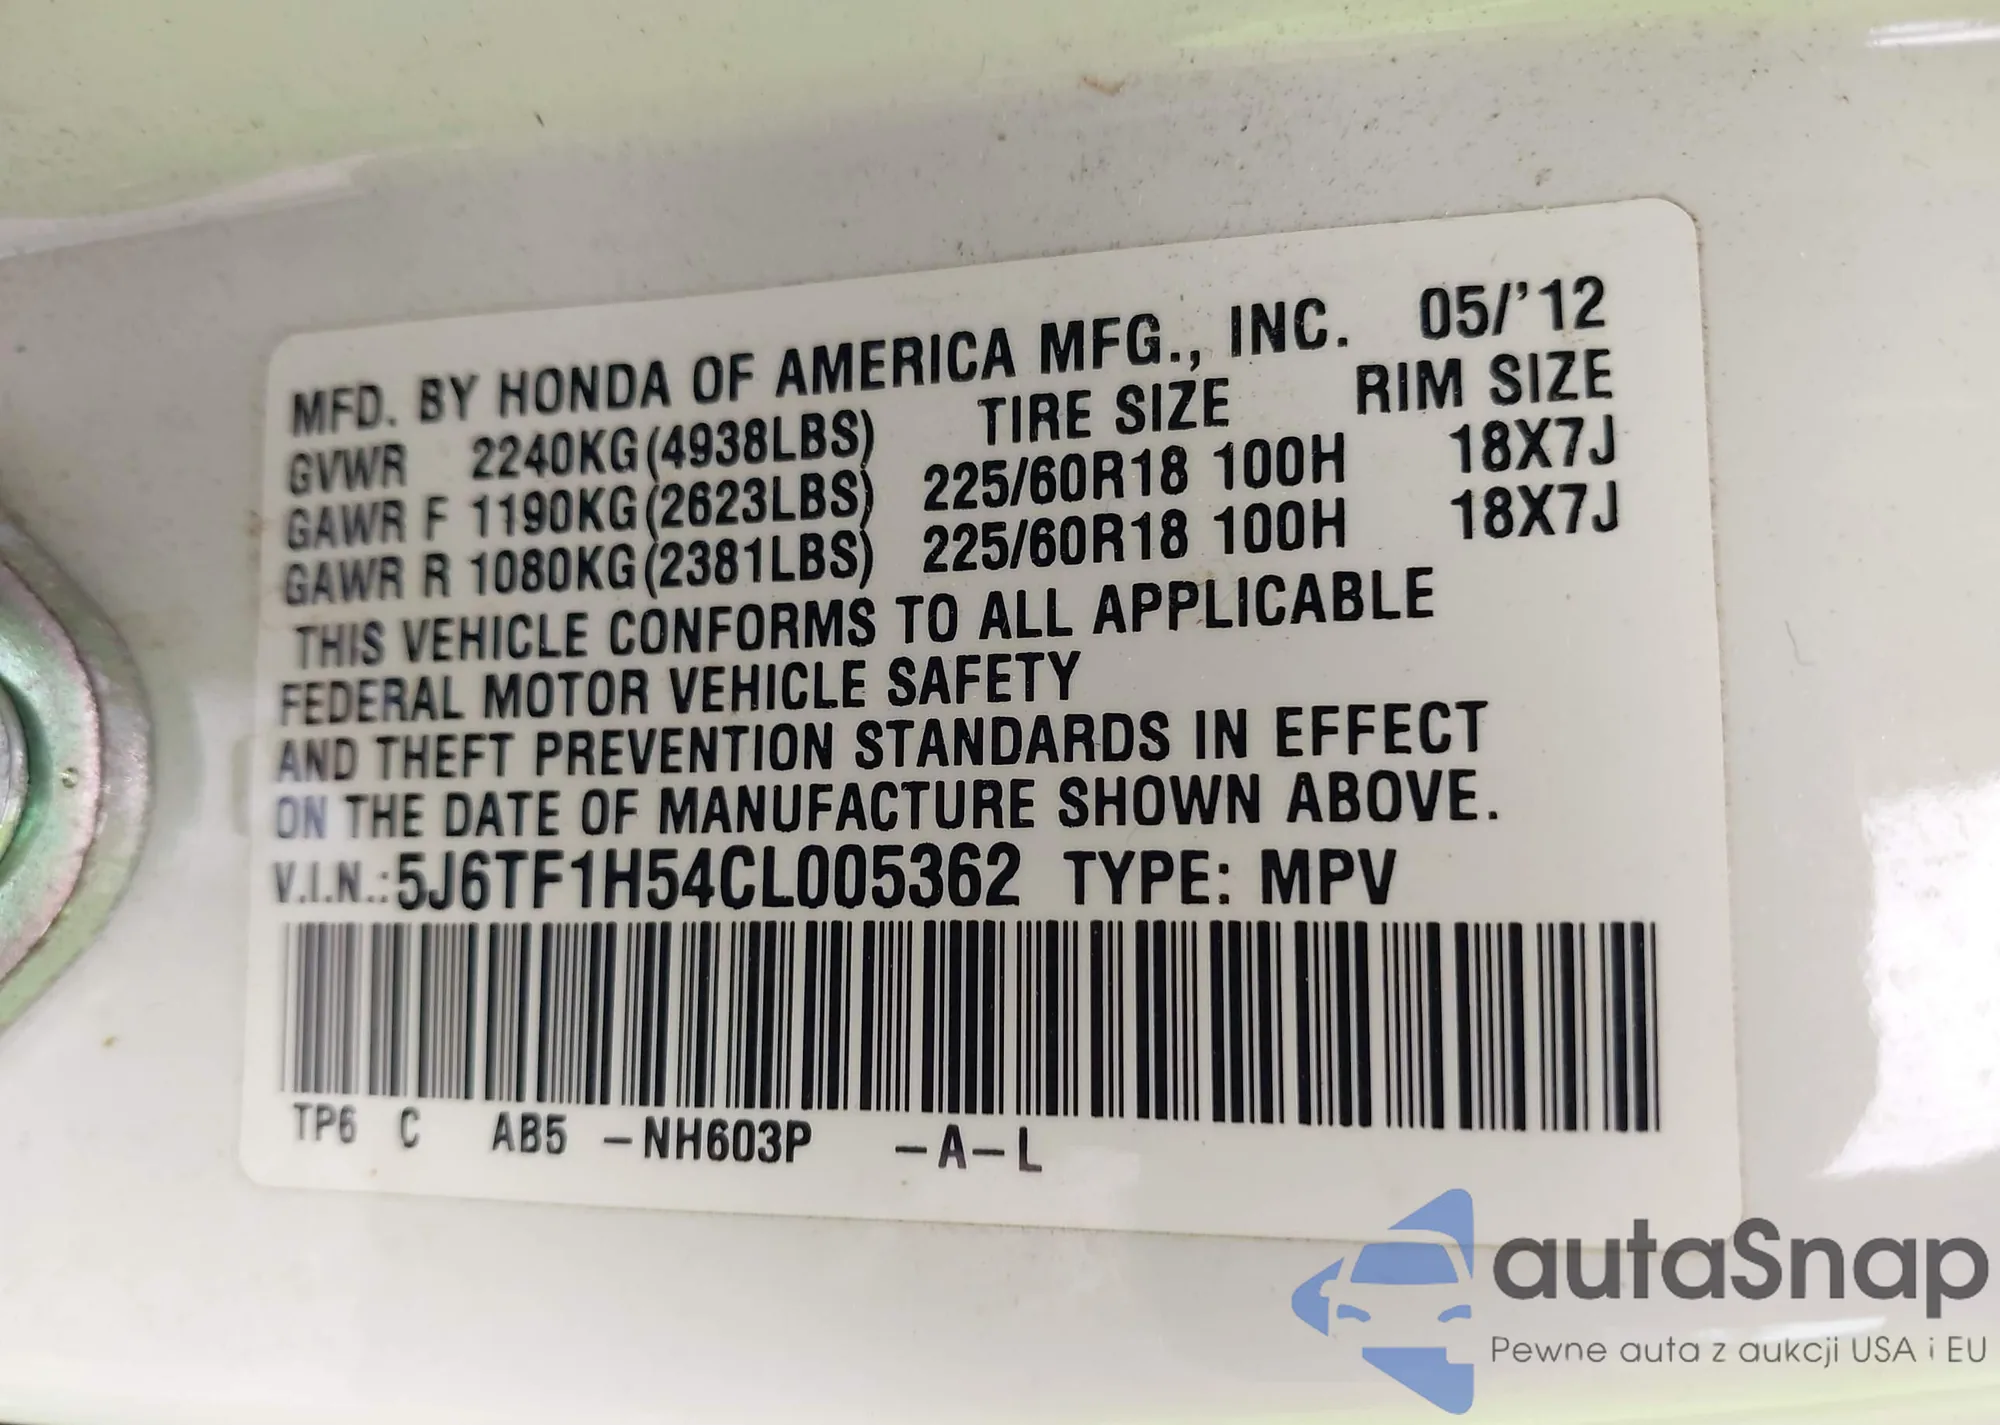 MFD. BY HONDA OF AMERICA MFG., INC. 05/'12
GVWR 2240KG(4938LBS) TIRE SIZE RIM SIZE
GAWR F 1190KG(2623LBS) 225/60R18 100H 18X7J
GAWR R 1080KG(2381LBS) 225/60R18 100H 18X7J
THIS VEHICLE CONFORMS TO ALL APPLICABLE
FEDERAL MOTOR VEHICLE SAFETY
AND THEFT PREVENTION STANDARDS IN EFFECT
ON THE DATE OF MANUFACTURE SHOWN ABOVE.
V.I.N.:5J6TF1H54CL005362 TYPE: MPV
TP6 C AB5 -NH603P -A-L
autaSnap
Pewne auta z aukcji USA i EU